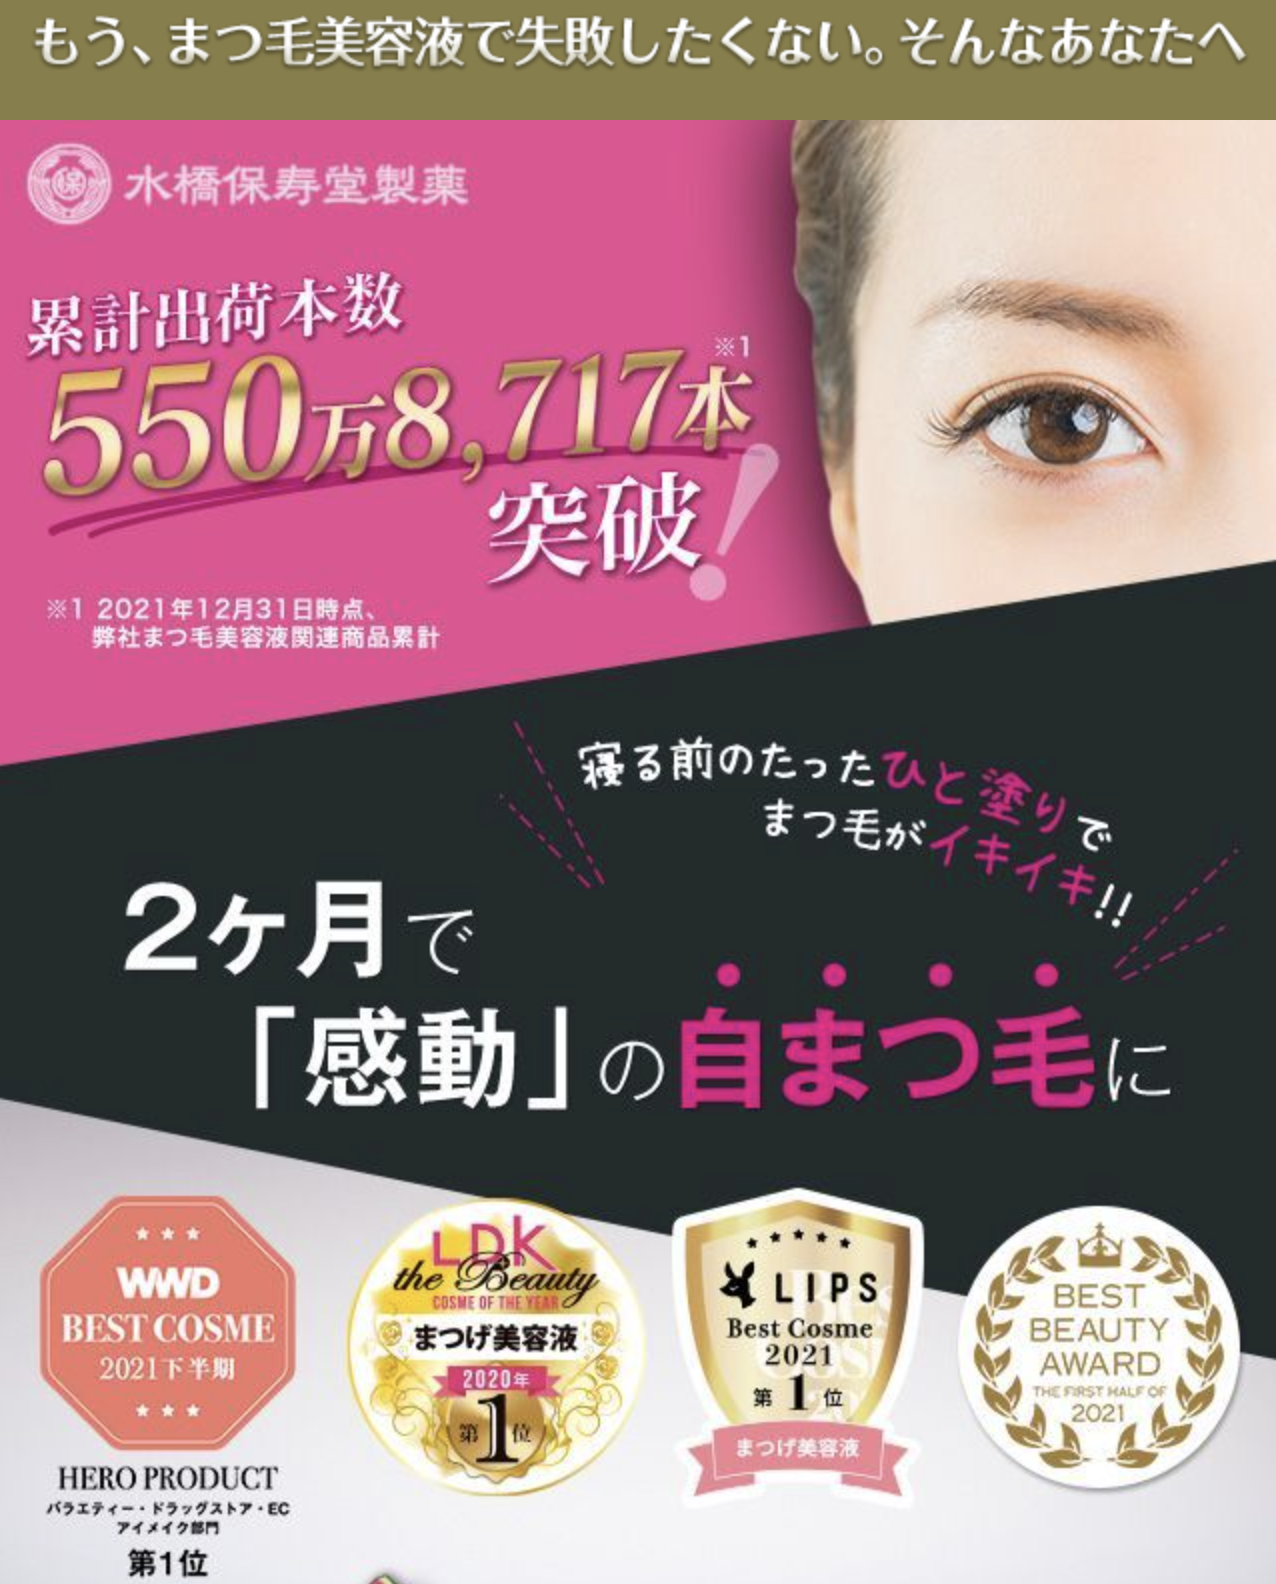 もう、まつ毛美容液で失敗したくない。そんなあなたへ
保
水橋保寿堂製薬
累計出荷本数
550万8,717本※1
突破!
※1 2021年12月31日時点、
弊社まつ毛美容液関連商品累計
寝る前のたったひと塗りで
まつ毛がイキイキ!!
2ヶ月で
「感動」の自まつ毛に
WWD
BEST COSME
2021下半期
HERO PRODUCT
バラエティー・ドラッグストア・EC
アイメイク部門
第1位
LDK
the Beauty
COSME OF THE YEAR
まつげ美容液
2020年
第1位
LIPS
Best Cosme
2021
第1位
まつげ美容液
BEST
BEAUTY
AWARD
THE FIRST HALF OF
2021